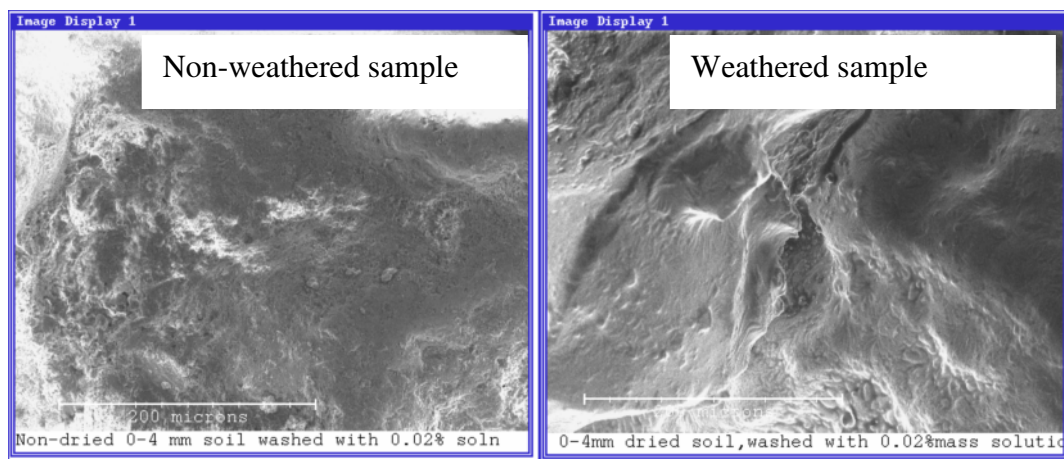 Image Display 1
Non-weathered sample
200 microns
Non-dried 0-4 mm soil washed with 0.02% soln
Image Display 1
Weathered sample
microns
0-4mm dried soil,washed with 0.02%mass solutio